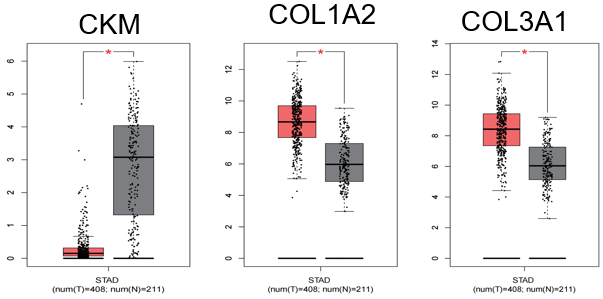 CKM
COL1A2
COL3A1
*
*
*
6
5
4
3
2
1
0
12
10
8
6
4
2
0
14
12
10
8
6
4
2
0
STAD
(num(T)=408; num(N)=211)
STAD
(num(T)=408; num(N)=211)
STAD
(num(T)=408; num(N)=211)